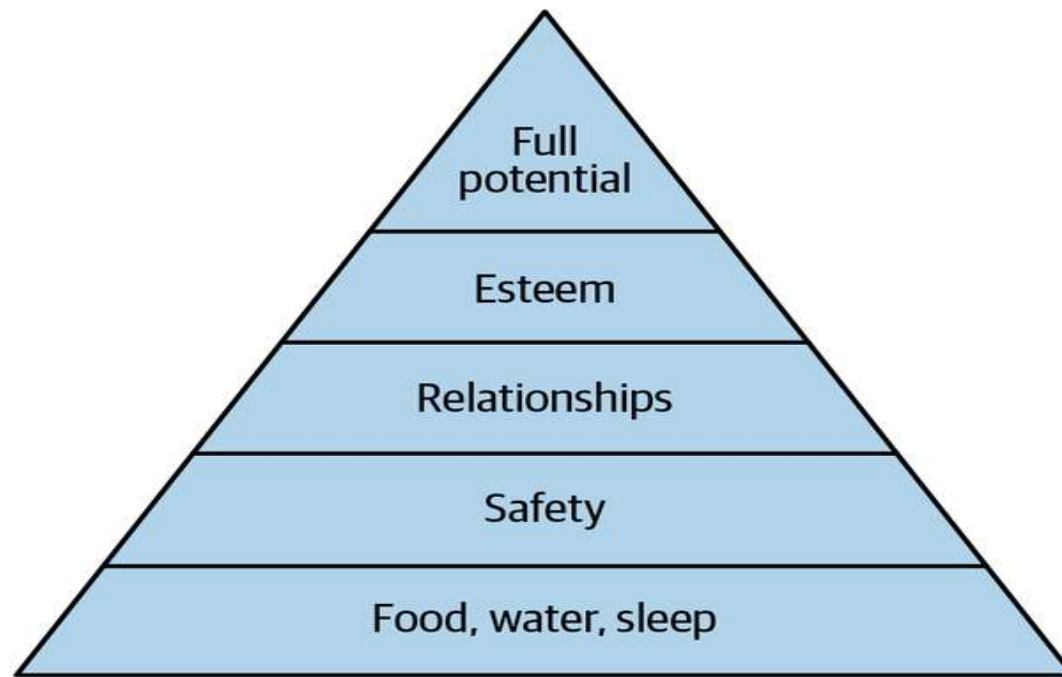 Full
potential
Esteem
Relationships
Safety
Food, water, sleep